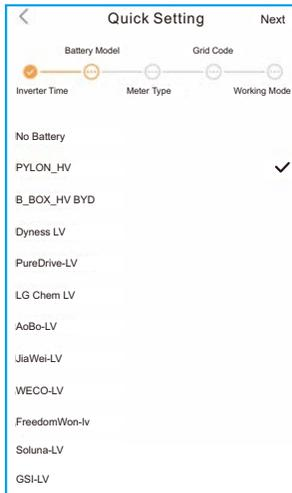 Quick Setting Next
Battery Model Grid Code
Inverter Time Meter Type Working Mode
No Battery
PYLON_HV
B_BOX_HV BYD
Dyness LV
PureDrive-LV
LG Chem LV
AoBo-LV
JiaWei-LV
WECO-LV
FreedomWon-lv
Soluna-LV
GSI-LV